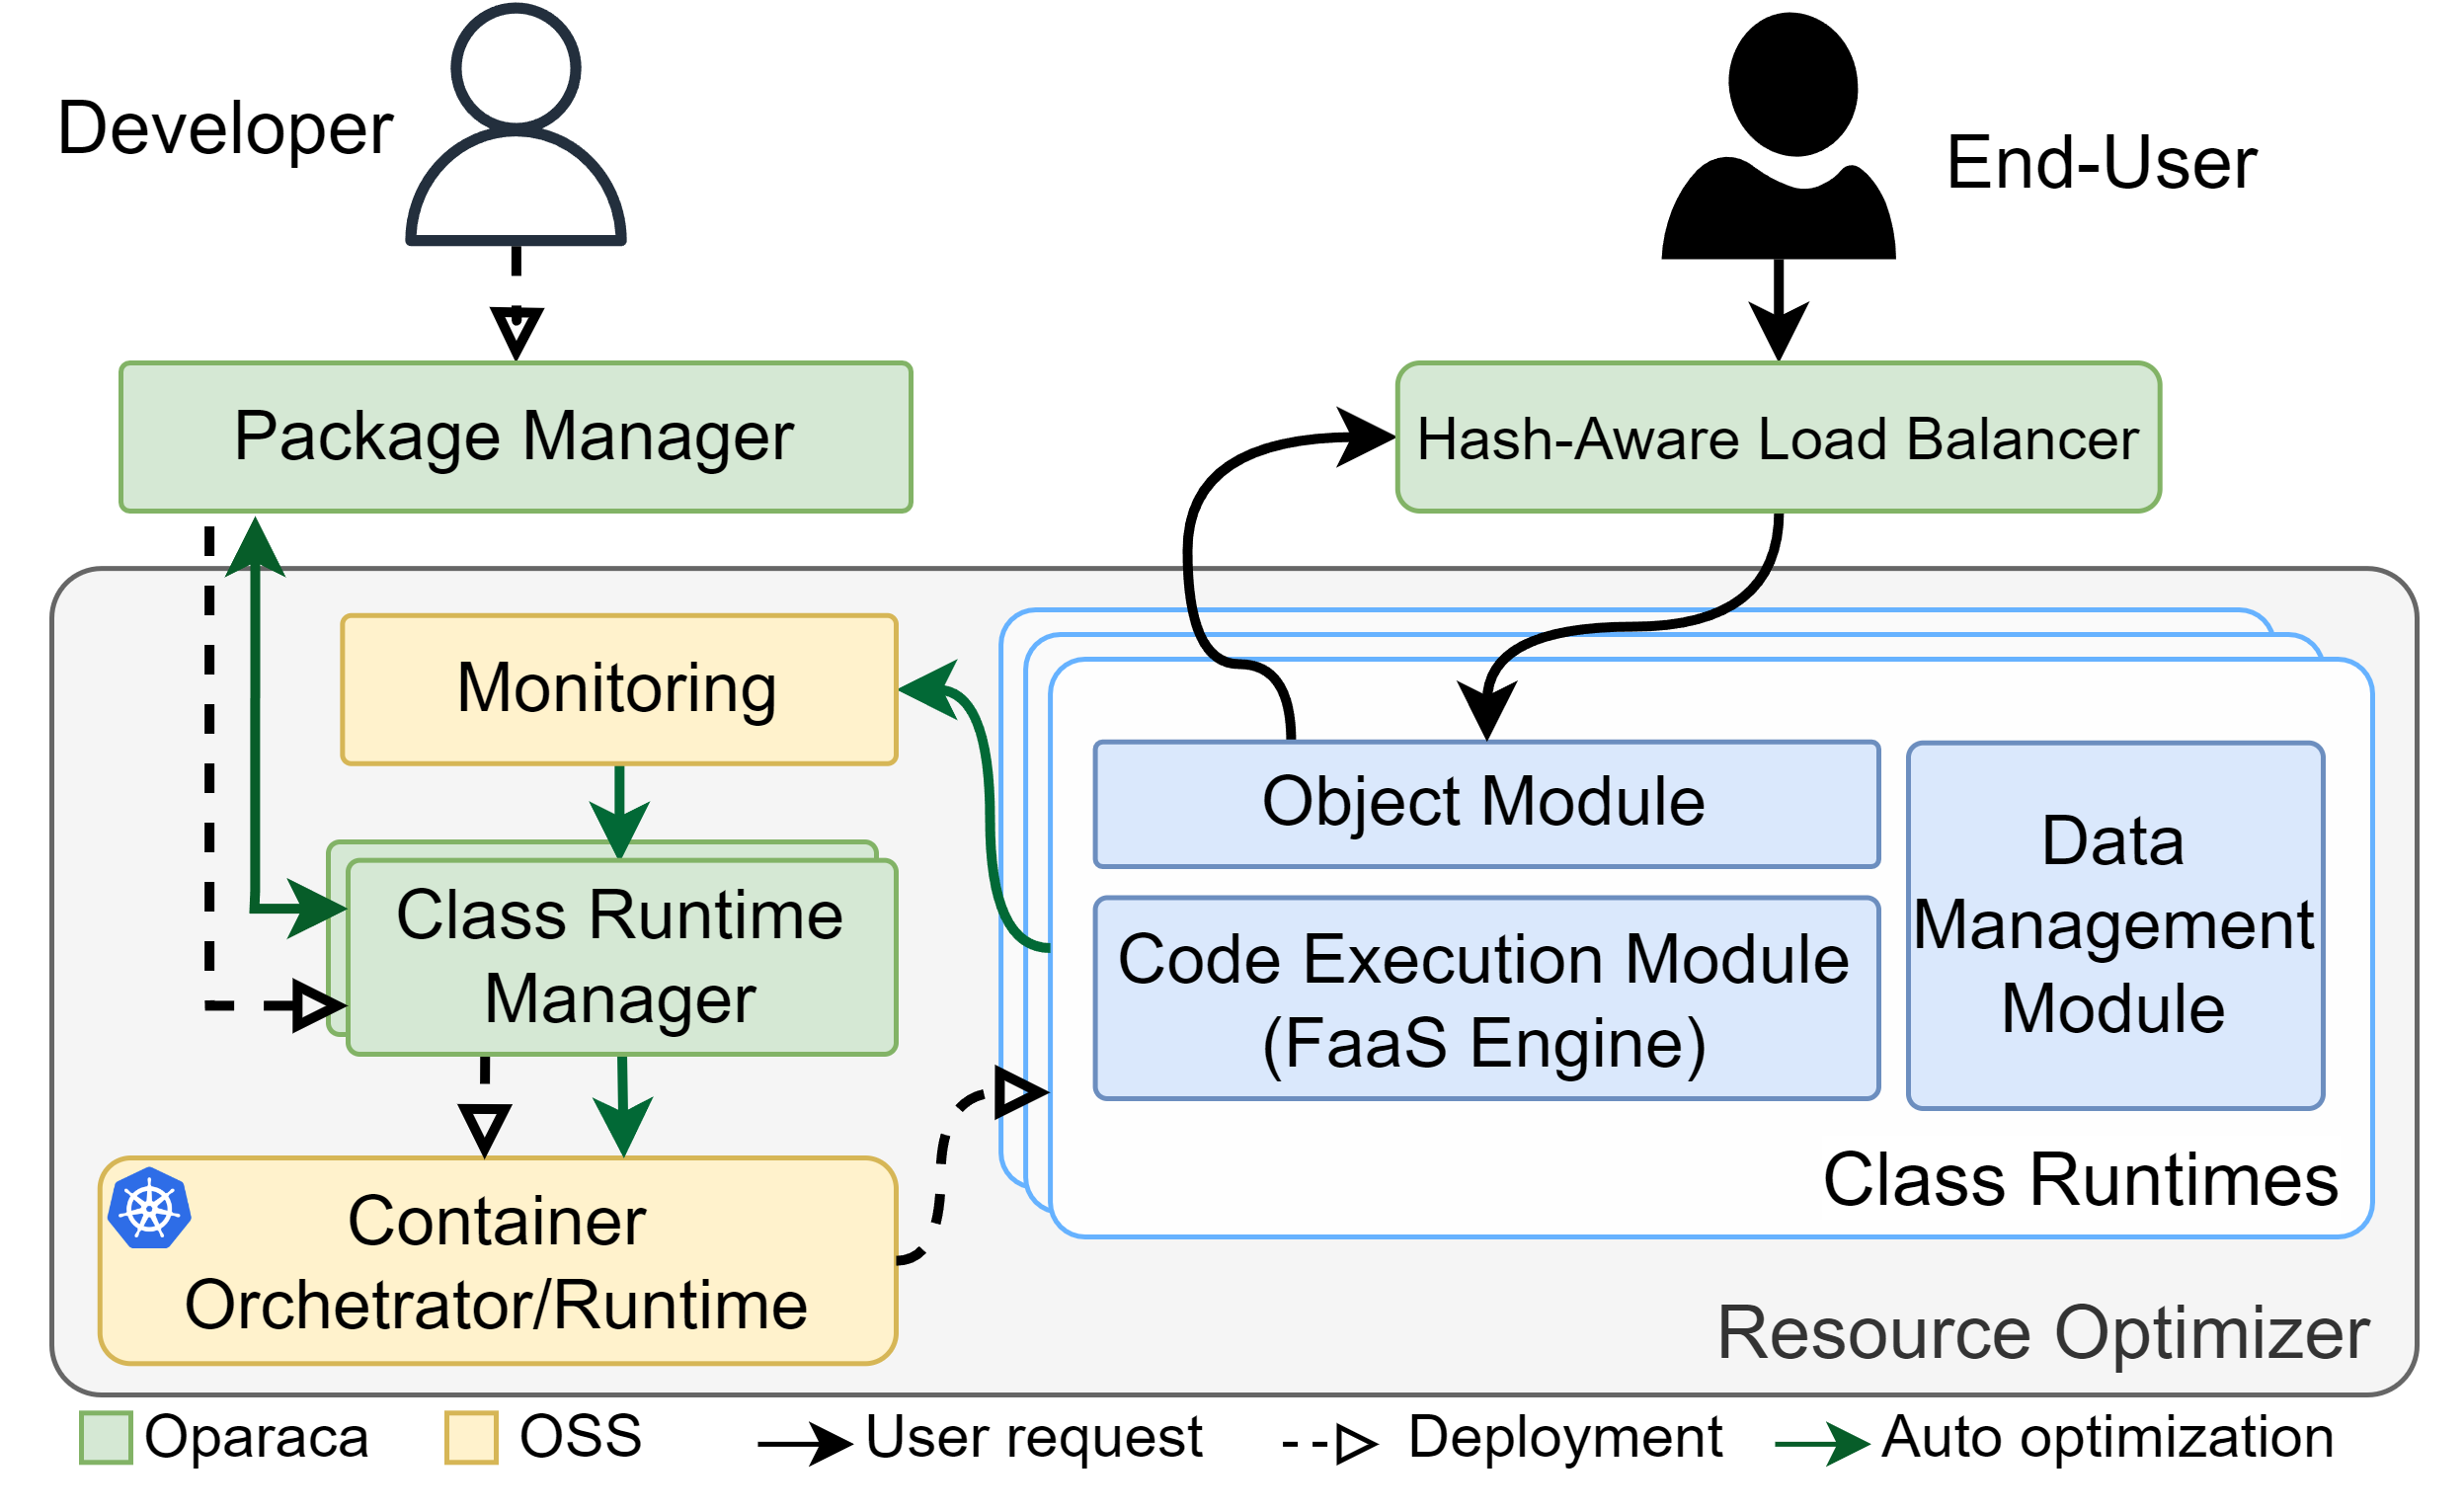 Developer
End-User
Package Manager
Hash-Aware Load Balancer
Monitoring
Object Module
Data
Management
Module
Class Runtime
Manager
Code Execution Module
(FaaS Engine)
Class Runtimes
Container
Orchetrator/Runtime
Resource Optimizer
Oparaca
OSS
User request
Deployment
Auto optimization